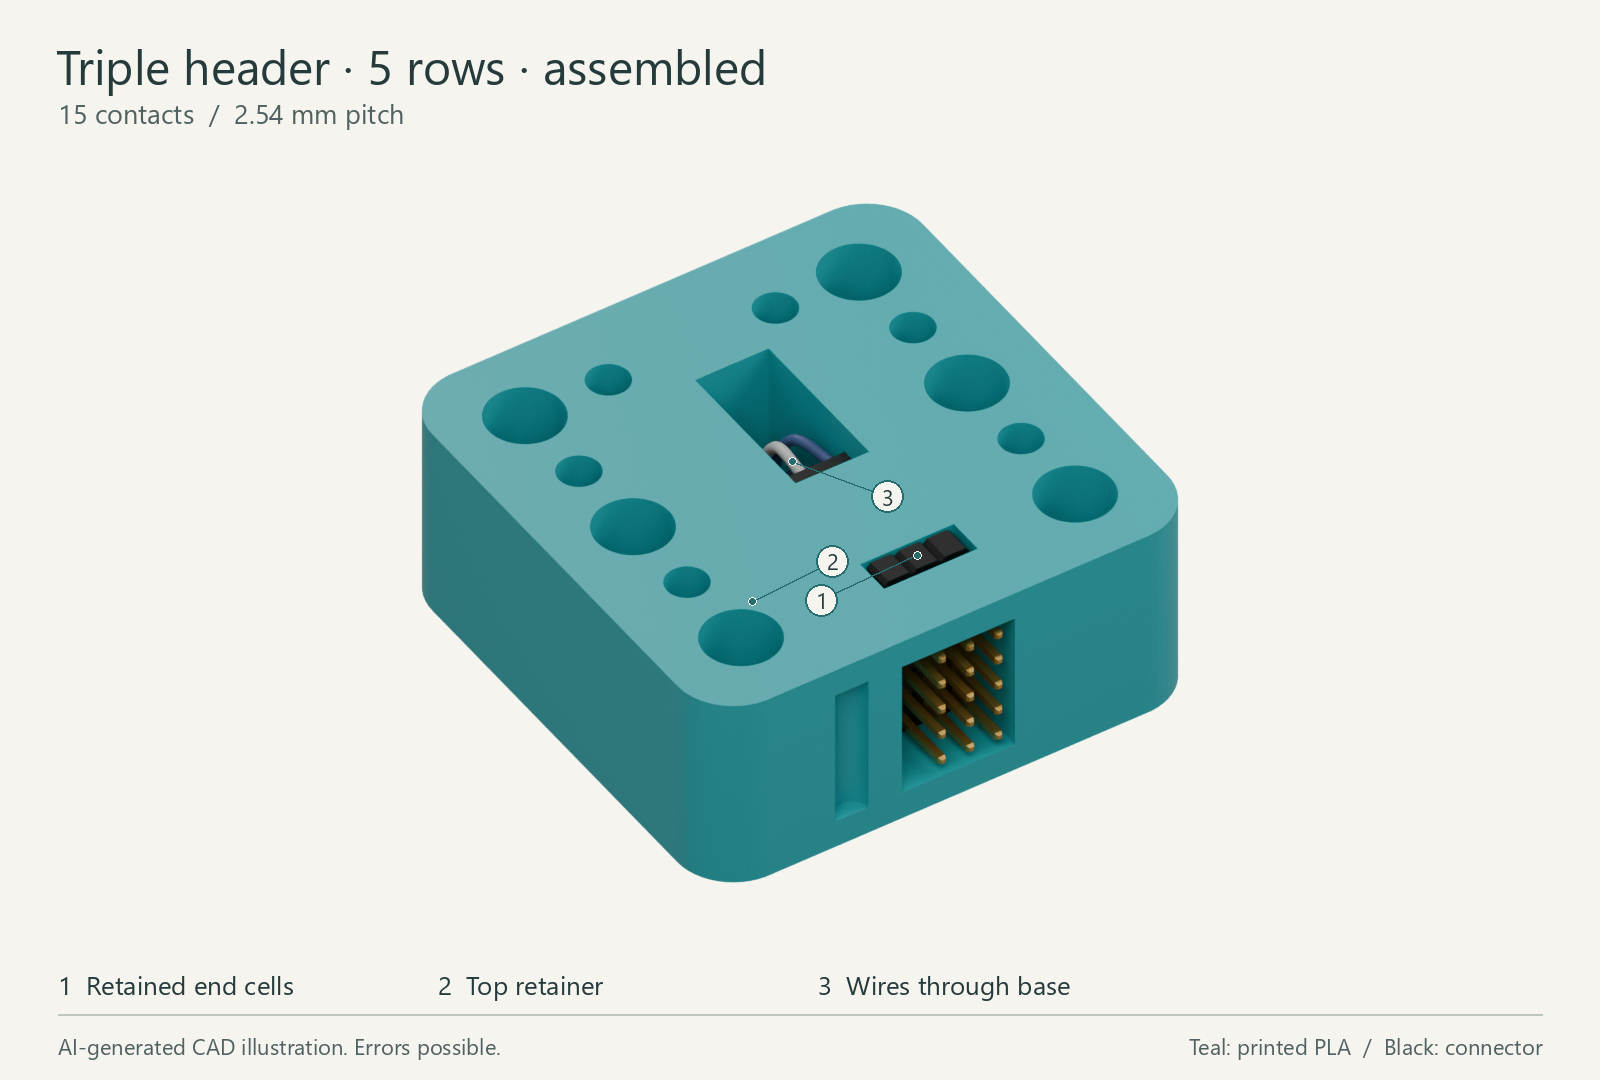 Triple header · 5 rows · assembled
15 contacts / 2.54 mm pitch
3
2
1
1 Retained end cells
2 Top retainer
3 Wires through base
AI-generated CAD illustration. Errors possible.
Teal: printed PLA / Black: connector